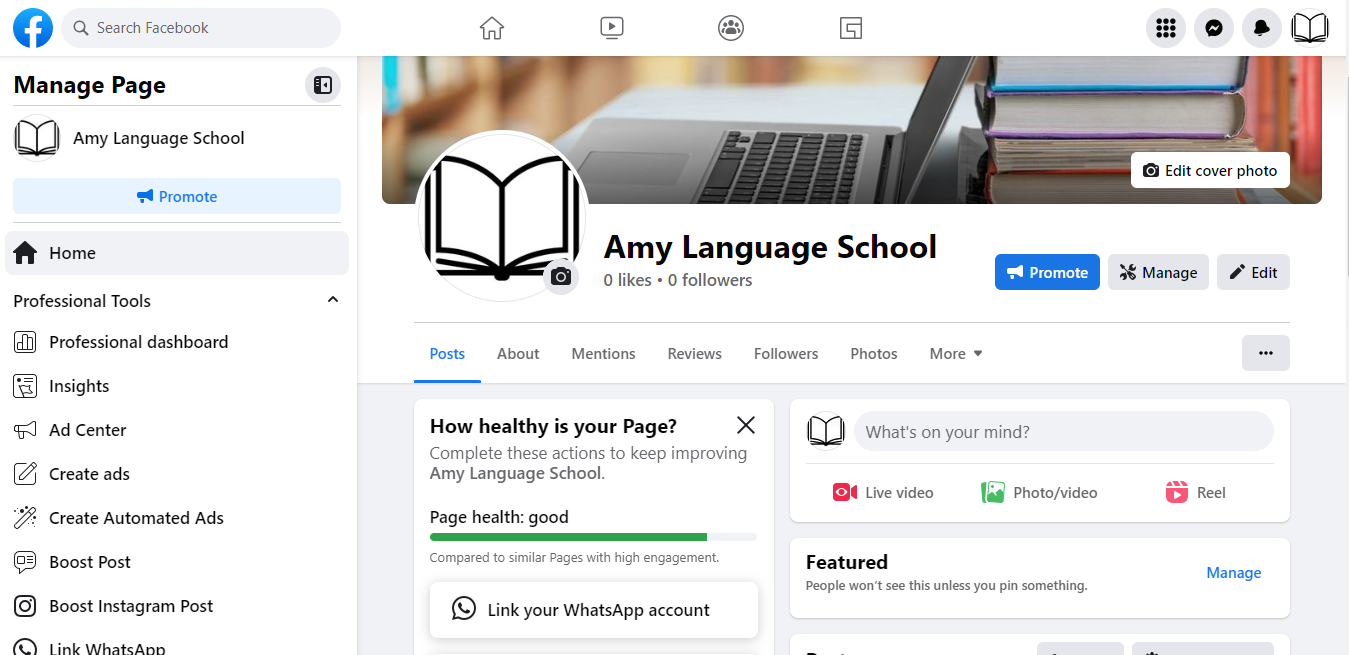 Search Facebook
Manage Page
Amy Language School
Promote
Home
Professional Tools
Professional dashboard
Insights
Ad Center
Create ads
Create Automated Ads
Boost Post
Boost Instagram Post
Link WhatsApp
Edit cover photo
Amy Language School
0 likes • 0 followers
Promote
Manage
Edit
Posts
About
Mentions
Reviews
Followers
Photos
More
How healthy is your Page?
Complete these actions to keep improving
Amy Language School.
Page health: good
Compared to similar Pages with high engagement.
Link your WhatsApp account
What's on your mind?
Live video
Photo/video
Reel
Featured
People won't see this unless you pin something.
Manage